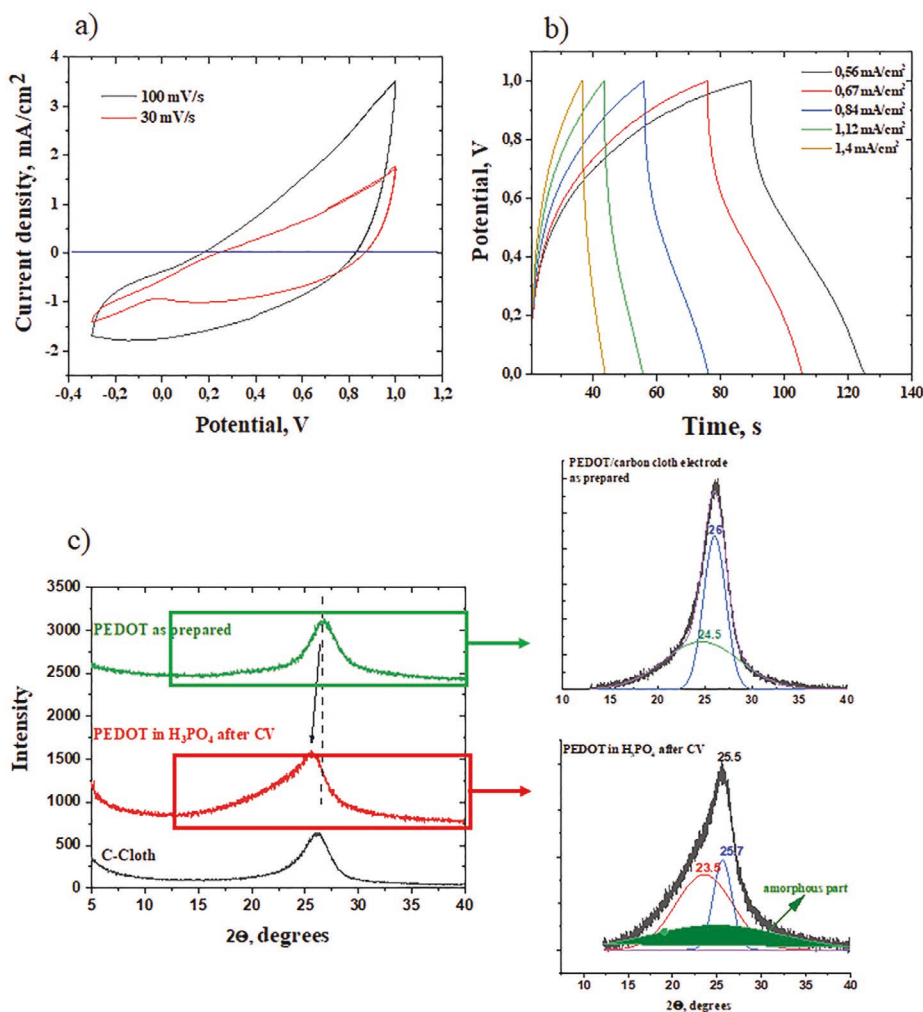 a)
4
3
2
1
0
-1
-2
-0,4 -0,2 0,0 0,2 0,4 0,6 0,8 1,0 1,2
Current density, mA/cm²
Potential, V
100 mV/s
30 mV/s
b)
1,0
0,8
0,6
0,4
0,2
0,0
40 60 80 100 120 140
Potential, V
Time, s
0,56 mA/cm²
0,67 mA/cm²
0,84 mA/cm²
1,12 mA/cm²
1,4 mA/cm²
c)
3500
3000
2500
2000
1500
1000
500
0
5 10 15 20 25 30 35 40
Intensity
2Θ, degrees
PEDOT as prepared
PEDOT in H₃PO₄ after CV
C-Cloth
PEDOT/carbon cloth electrode
as prepared
26
24.5
10 15 20 25 30 35 40
PEDOT in H₃PO₄ after CV
25.5
25.7
23.5
amorphous part
10 15 20 25 30 35 40
2Θ, degrees